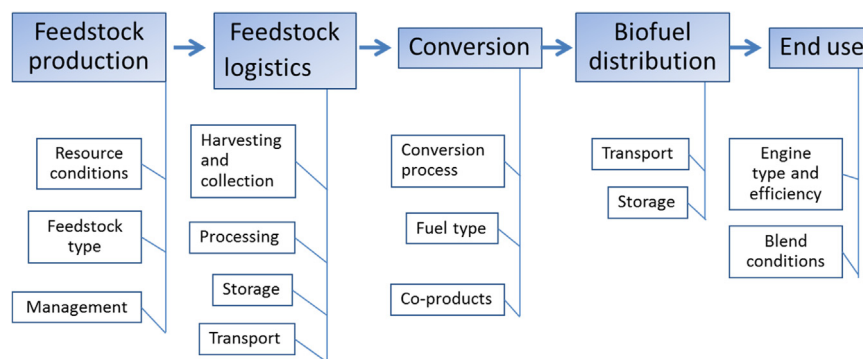 Feedstock
production
Feedstock
logistics
Conversion
Biofuel
distribution
End use
Resource
conditions
Feedstock
type
Management
Harvesting
and
collection
Processing
Storage
Transport
Conversion
process
Fuel type
Co-products
Transport
Storage
Engine
type and
efficiency
Blend
conditions